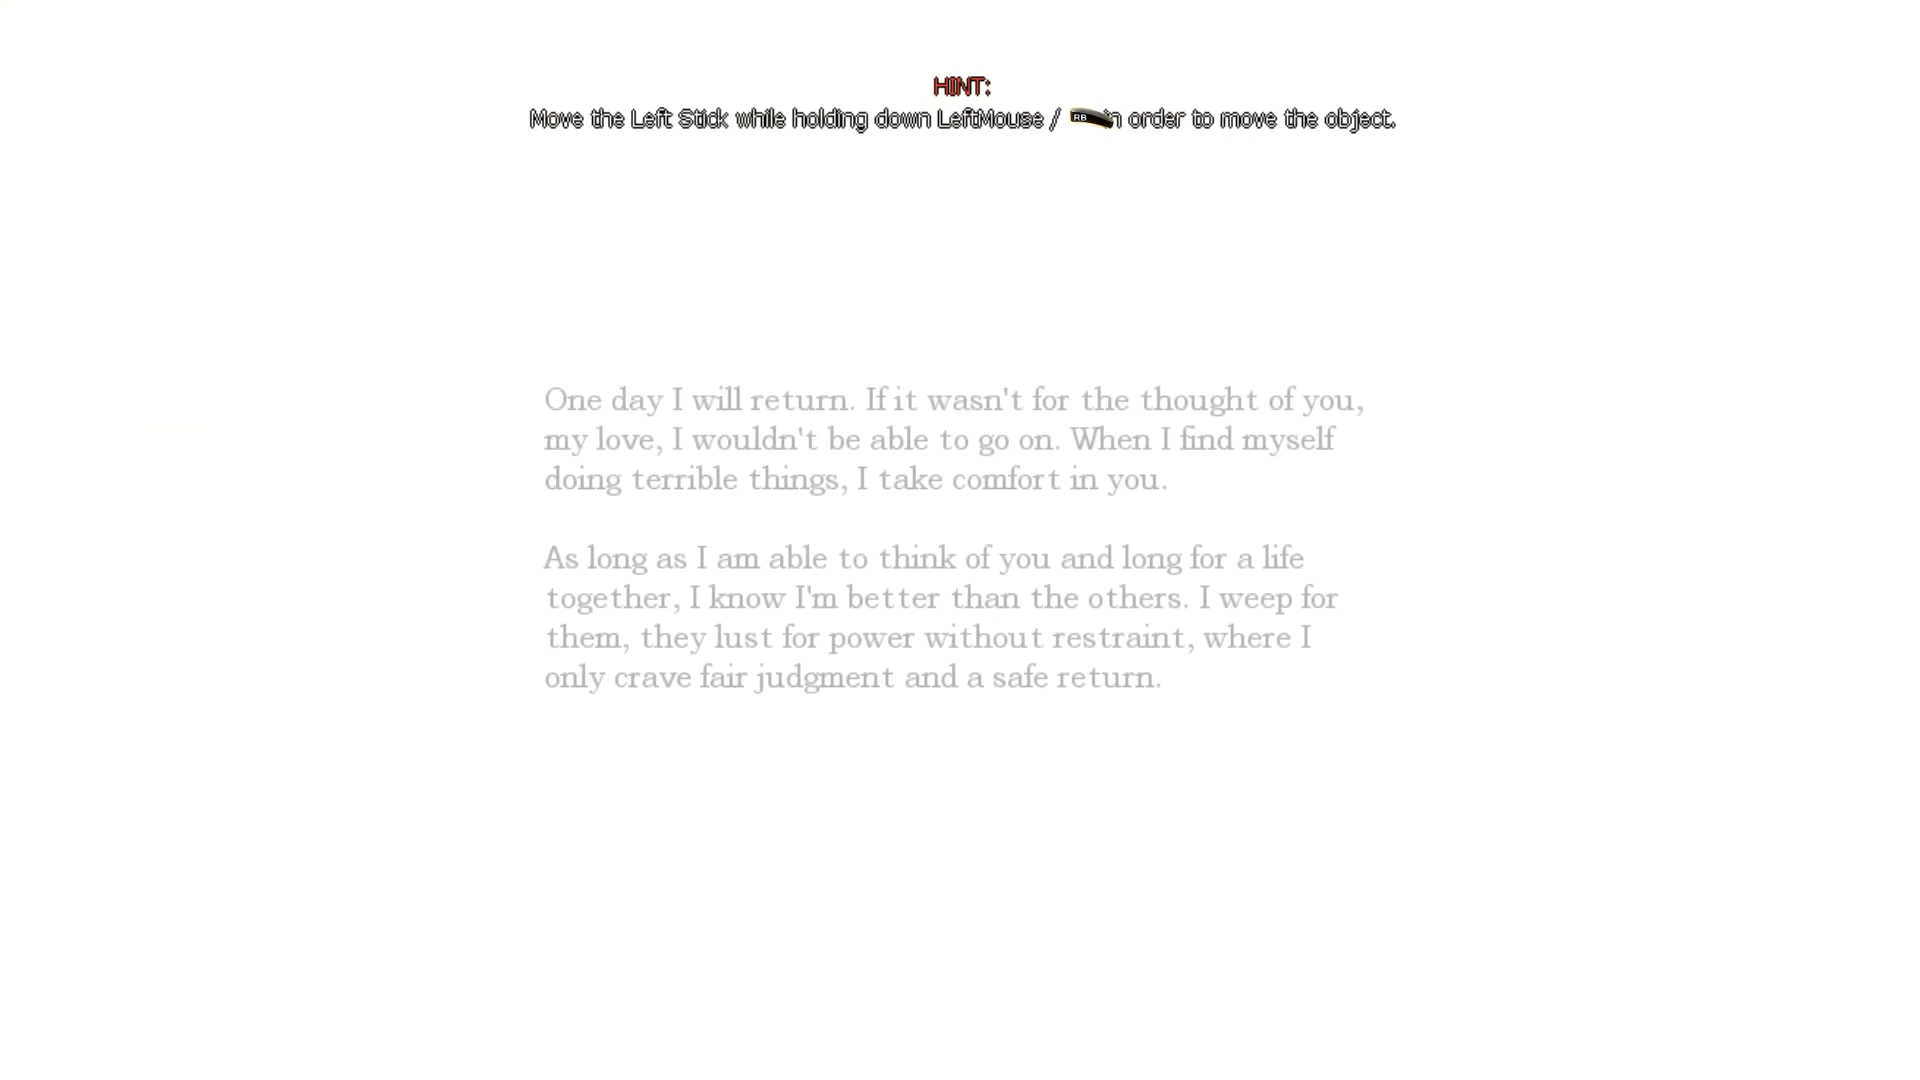 HINT:
Move the Left Stick while holding down LeftMouse / RB in order to move the object.
One day I will return. If it wasn't for the thought of you,
my love, I wouldn't be able to go on. When I find myself
doing terrible things, I take comfort in you.
As long as I am able to think of you and long for a life
together, I know I'm better than the others. I weep for
them, they lust for power without restraint, where I
only crave fair judgment and a safe return.